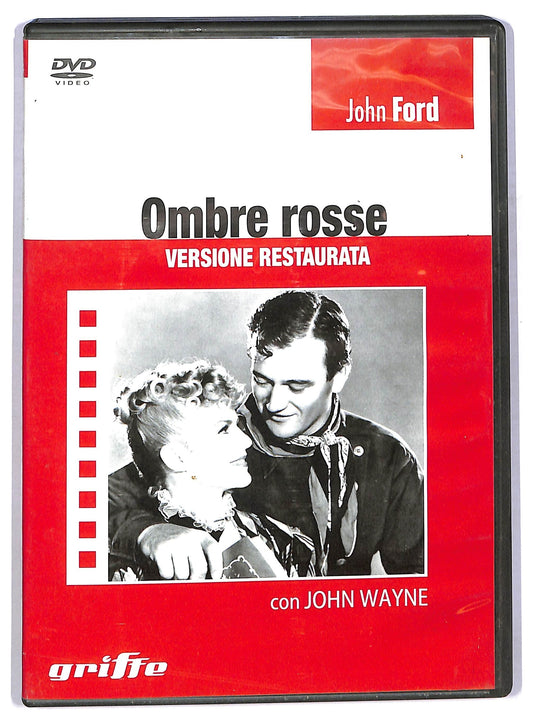 DVD
VIDEO
John Ford
Ombre rosse
VERSIONE RESTAURATA
con JOHN WAYNE
griffe